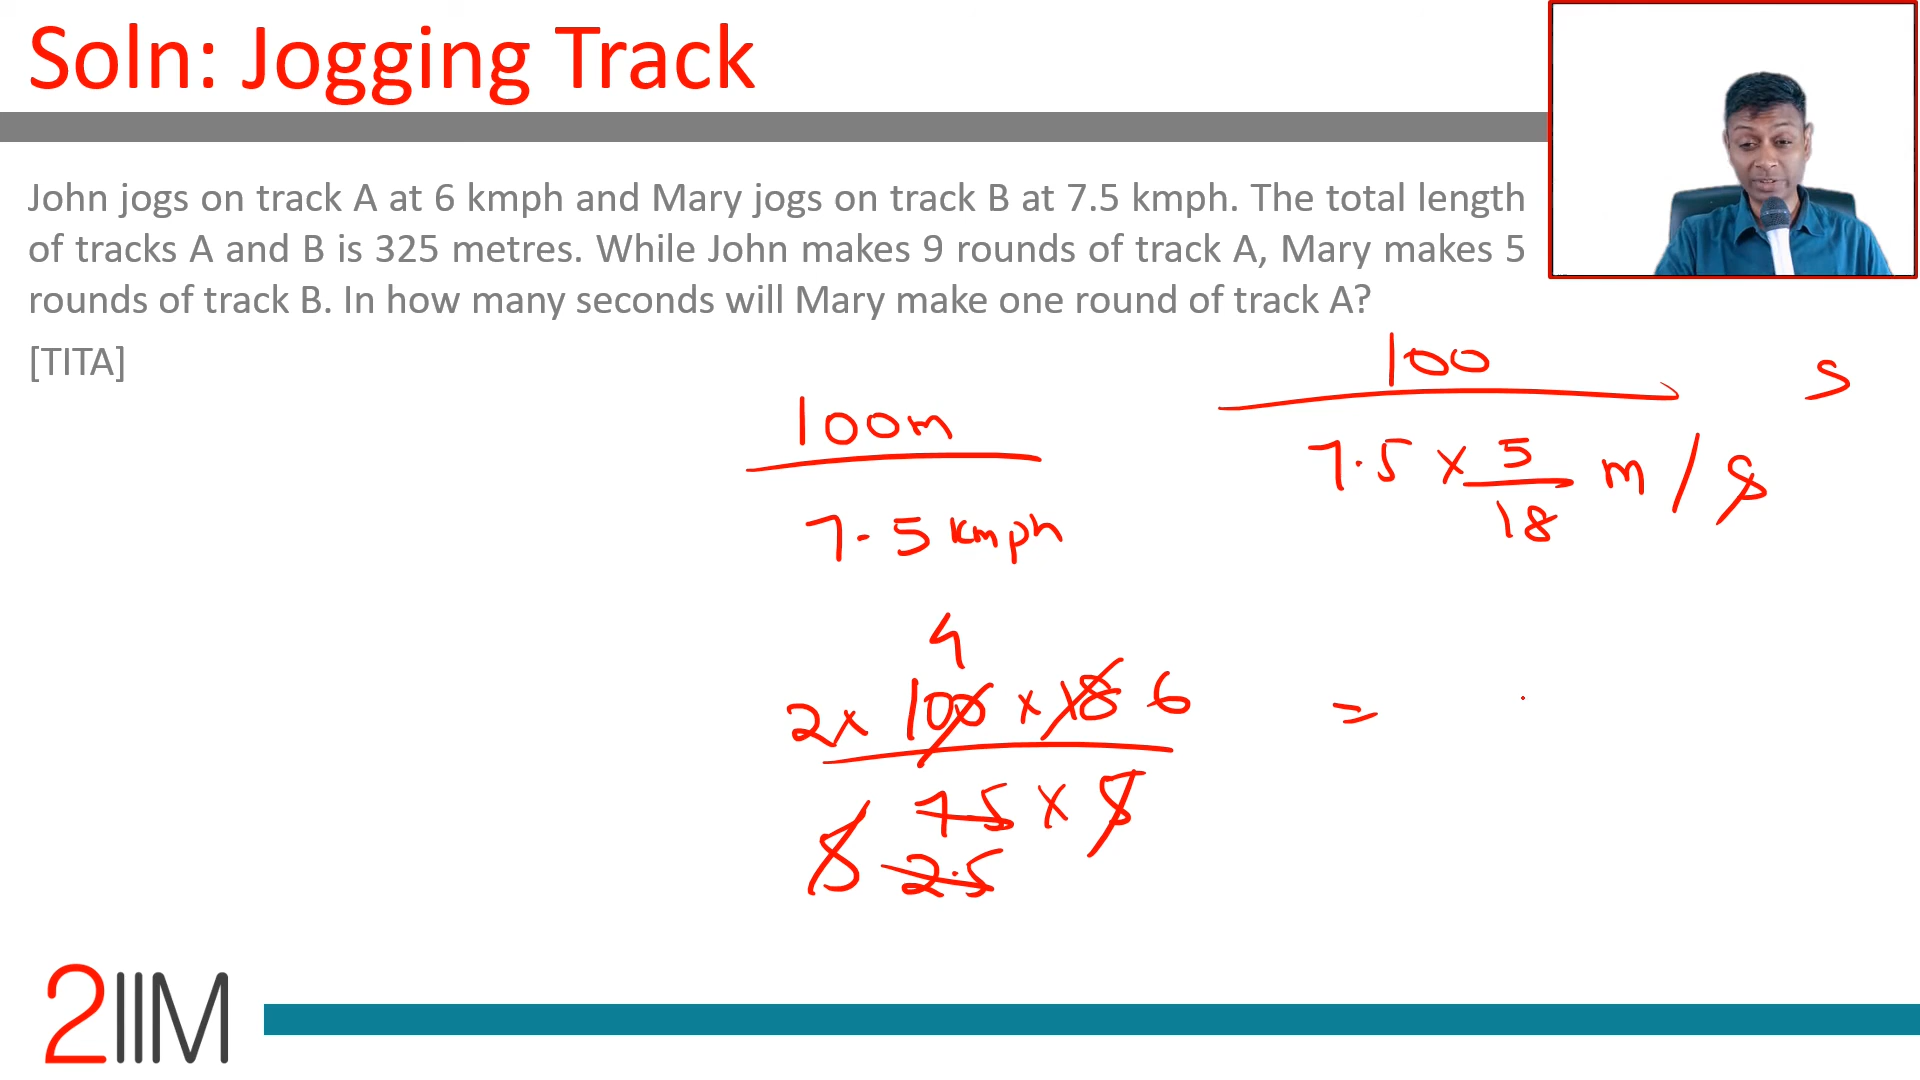 Soln: Jogging Track
John jogs on track A at 6 kmph and Mary jogs on track B at 7.5 kmph. The total length
of tracks A and B is 325 metres. While John makes 9 rounds of track A, Mary makes 5
rounds of track B. In how many seconds will Mary make one round of track A?
[TITA]
100m
7.5 kmph
100 s
7.5 × 5/18 m/s
4
2 × 100 × 18 6 =
75 × 5
5 2.5
2IIM